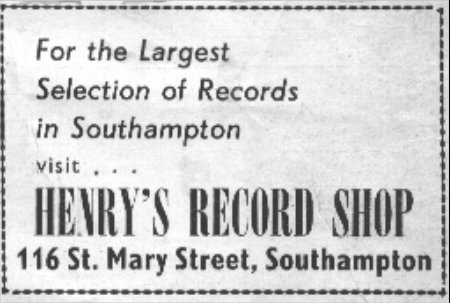 For the Largest
Selection of Records
in Southampton
visit . . .
HENRY'S RECORD SHOP
116 St. Mary Street, Southampton